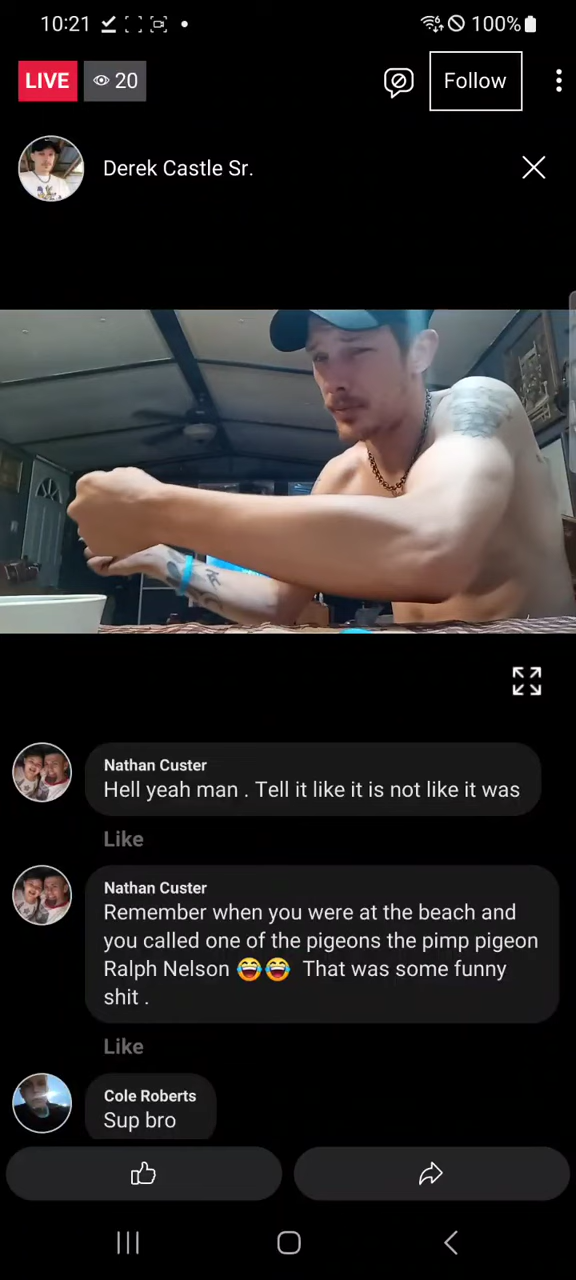 10:21
100%
LIVE
20
Follow
Derek Castle Sr.
Nathan Custer
Hell yeah man . Tell it like it is not like it was
Like
Nathan Custer
Remember when you were at the beach and
you called one of the pigeons the pimp pigeon
Ralph Nelson 😂😂 That was some funny
shit .
Like
Cole Roberts
Sup bro